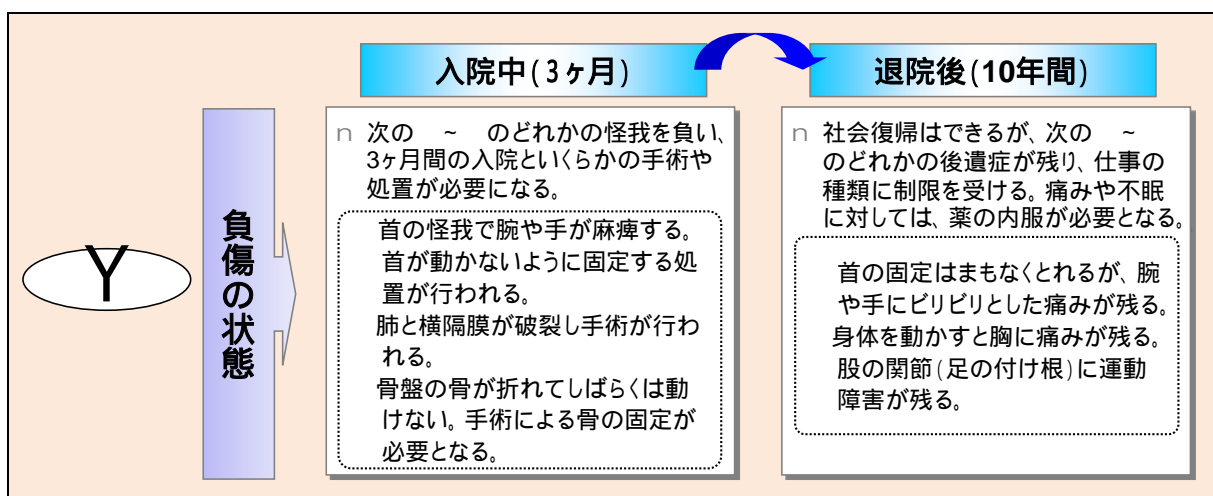 入院中(3ヶ月)
退院後(10年間)
Y
負傷の状態
n 次の　~　のどれかの怪我を負い、
3ヶ月間の入院といくらかの手術や
処置が必要になる。
首の怪我で腕や手が麻痺する。
首が動かないように固定する処
置が行われる。
肺と横隔膜が破裂し手術が行わ
れる。
骨盤の骨が折れてしばらくは動
けない。手術による骨の固定が
必要となる。
n 社会復帰はできるが、次の　~
のどれかの後遺症が残り、仕事の
種類に制限を受ける。痛みや不眠
に対しては、薬の内服が必要となる。
首の固定はまもなくとれるが、腕
や手にビリビリとした痛みが残る。
身体を動かすと胸に痛みが残る。
股の関節(足の付け根)に運動
障害が残る。